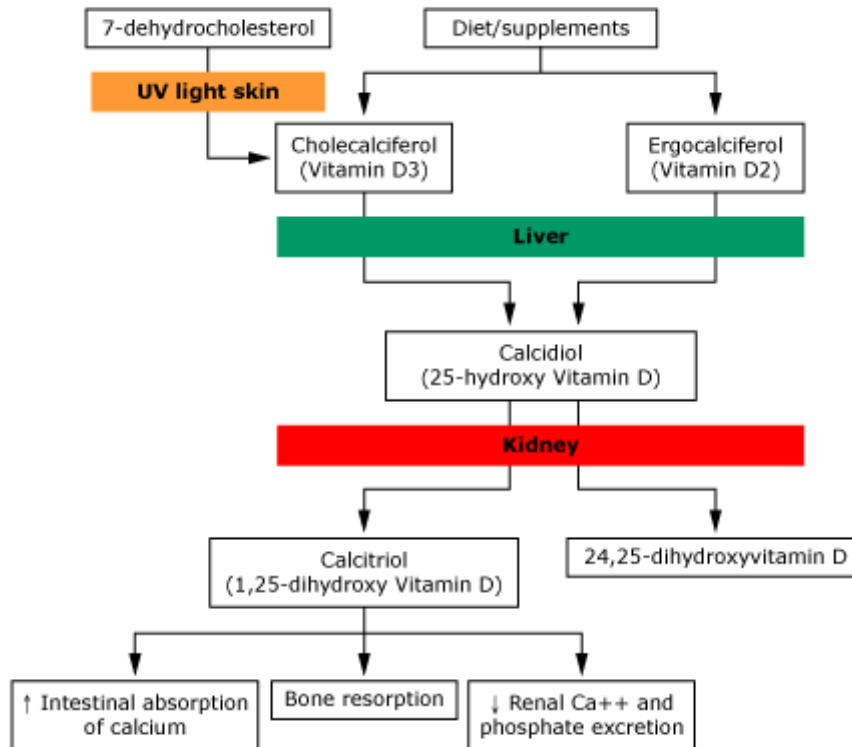 7-dehydrocholesterol
Diet/supplements
UV light skin
Cholecalciferol
(Vitamin D3)
Ergocalciferol
(Vitamin D2)
Liver
Calcidiol
(25-hydroxy Vitamin D)
Kidney
Calcitriol
(1,25-dihydroxy Vitamin D)
24,25-dihydroxyvitamin D
↑ Intestinal absorption
of calcium
Bone resorption
↓ Renal Ca++ and
phosphate excretion